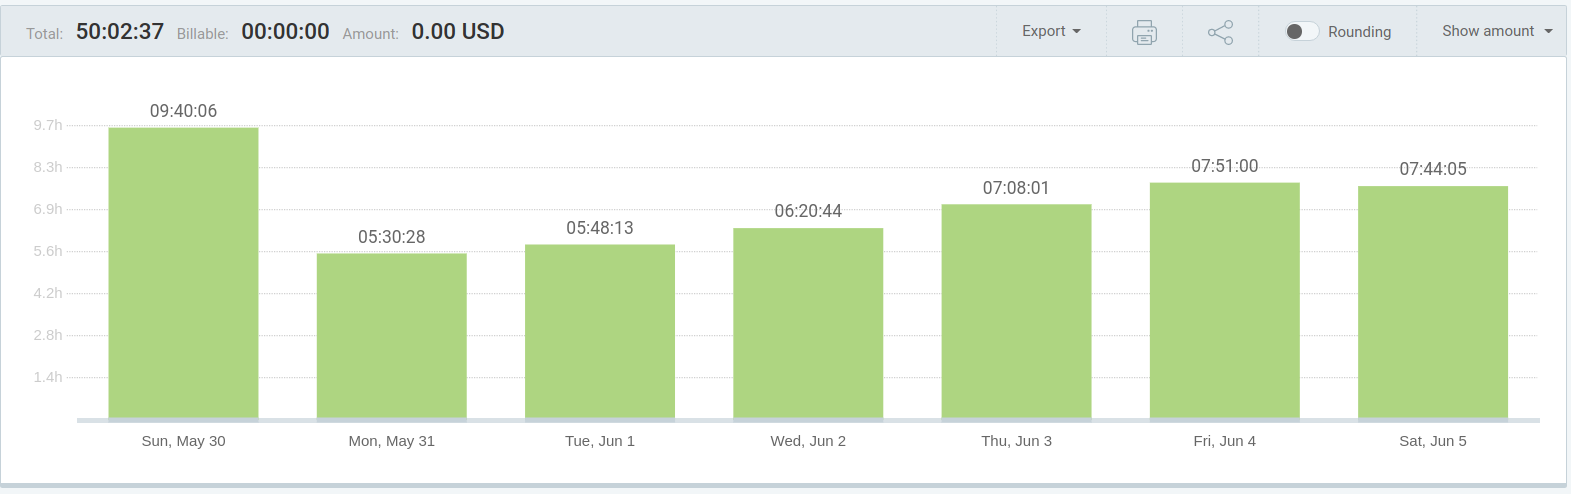 Total: 50:02:37 Billable: 00:00:00 Amount: 0.00 USD Export Rounding Show amount
09:40:06
9.7h
8.3h 07:51:00 07:44:05
07:08:01
6.9h 06:20:44
05:48:13
05:30:28
5.6h
4.2h
2.8h
1.4h
Sun, May 30 Mon, May 31 Tue, Jun 1 Wed, Jun 2 Thu, Jun 3 Fri, Jun 4 Sat, Jun 5